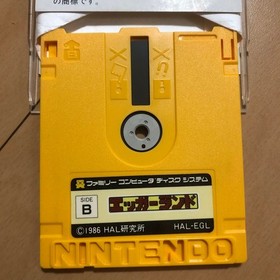 の商標です。
ファミリー コンピュータ ディスク システム
SIDE
B
エッガーランド
©1986 HAL研究所
HAL-EGL
NINTENDO